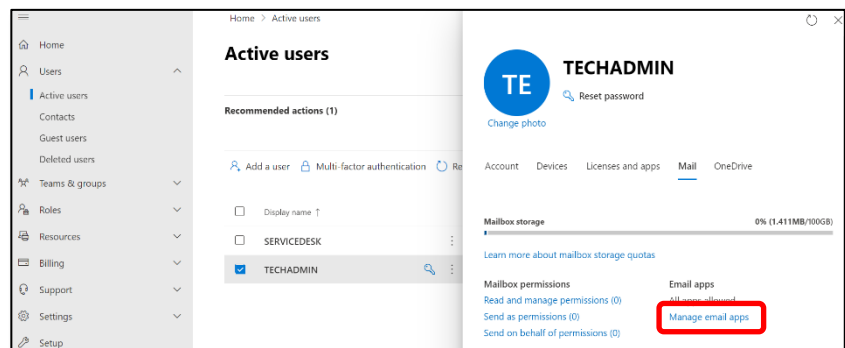 Home
Users
Active users
Contacts
Guest users
Deleted users
Teams & groups
Roles
Resources
Billing
Support
Settings
Setup
Home > Active users
Active users
Recommended actions (1)
Add a user Multi-factor authentication Re
Display name ↑
SERVICEDESK
TECHADMIN
TE
TECHADMIN
Reset password
Change photo
Account Devices Licenses and apps Mail OneDrive
Mailbox storage 0% (1.411MB/100GB)
Learn more about mailbox storage quotas
Mailbox permissions
Read and manage permissions (0)
Send as permissions (0)
Send on behalf of permissions (0)
Email apps
All apps allowed
Manage email apps